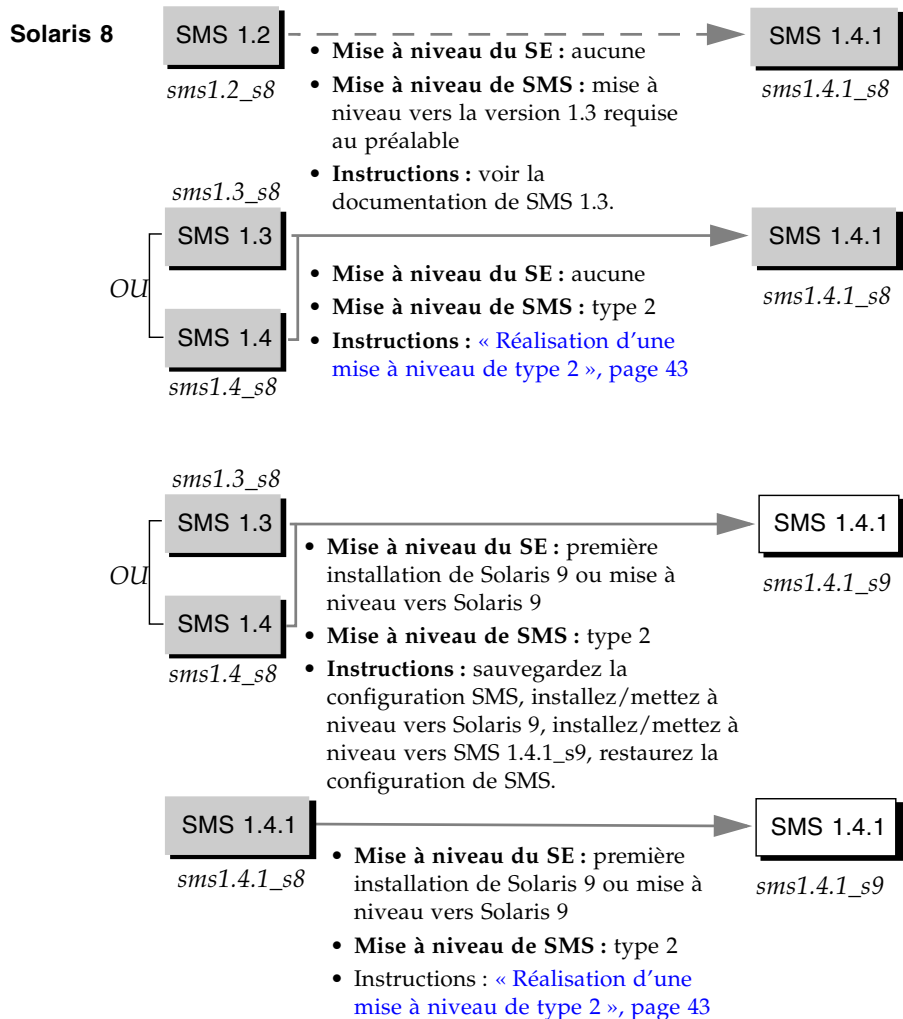 Solaris 8
SMS 1.2
sms1.2_s8
• Mise à niveau du SE : aucune
• Mise à niveau de SMS : mise à
niveau vers la version 1.3 requise
au préalable
• Instructions : voir la
documentation de SMS 1.3.
SMS 1.4.1
sms1.4.1_s8
sms1.3_s8
SMS 1.3
OU
SMS 1.4
sms1.4_s8
• Mise à niveau du SE : aucune
• Mise à niveau de SMS : type 2
• Instructions : « Réalisation d'une
mise à niveau de type 2 », page 43
SMS 1.4.1
sms1.4.1_s8
sms1.3_s8
SMS 1.3
OU
SMS 1.4
sms1.4_s8
• Mise à niveau du SE : première
installation de Solaris 9 ou mise à
niveau vers Solaris 9
• Mise à niveau de SMS : type 2
• Instructions : sauvegardez la
configuration SMS, installez/mettez à
niveau vers Solaris 9, installez/mettez à
niveau vers SMS 1.4.1_s9, restaurez la
configuration de SMS.
SMS 1.4.1
sms1.4.1_s9
SMS 1.4.1
sms1.4.1_s8
• Mise à niveau du SE : première
installation de Solaris 9 ou mise à
niveau vers Solaris 9
• Mise à niveau de SMS : type 2
• Instructions : « Réalisation d'une
mise à niveau de type 2 », page 43
SMS 1.4.1
sms1.4.1_s9